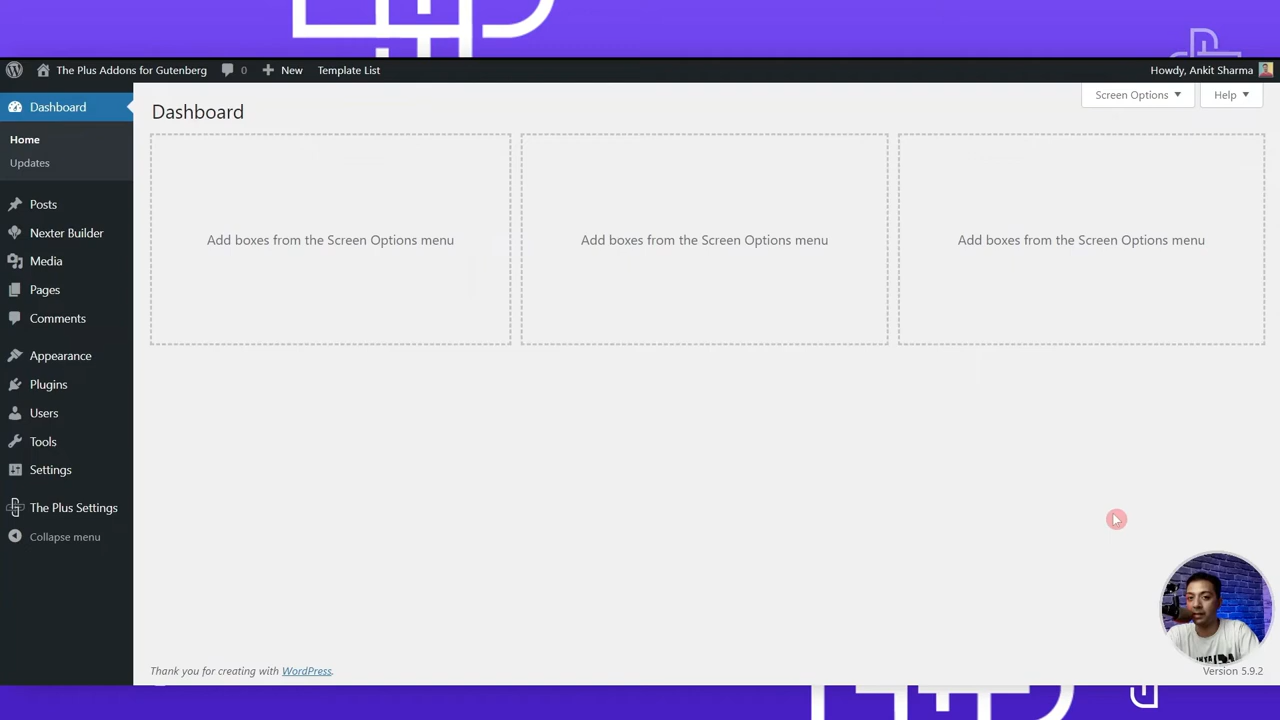 The Plus Addons for Gutenberg 0 New Template List Howdy, Ankit Sharma
Screen Options Help
Dashboard
Home
Updates
Posts
Nexter Builder
Media
Pages
Comments
Appearance
Plugins
Users
Tools
Settings
The Plus Settings
Collapse menu
Dashboard
Add boxes from the Screen Options menu
Add boxes from the Screen Options menu
Add boxes from the Screen Options menu
Thank you for creating with WordPress.
Version 5.9.2